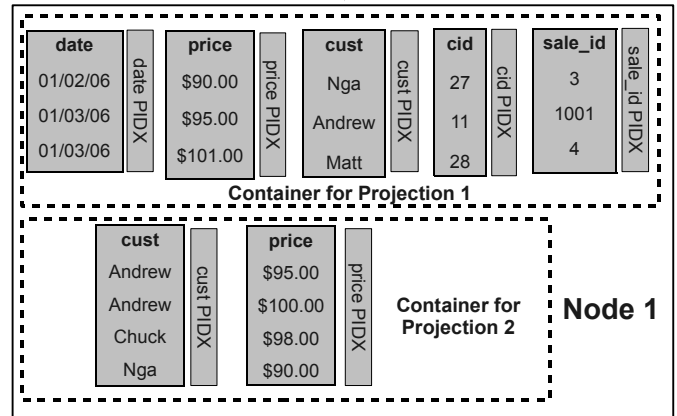 date price cust cid sale_id
01/02/06 $90.00 Nga 27 3
01/03/06 $95.00 Andrew 11 1001
01/03/06 $101.00 Matt 28 4
date PIDX
price PIDX
cust PIDX
cid PIDX
sale_id PIDX
Container for Projection 1
cust price
Andrew $95.00
Andrew $100.00
Chuck $98.00
Nga $90.00
cust PIDX
price PIDX
Container for
Projection 2
Node 1